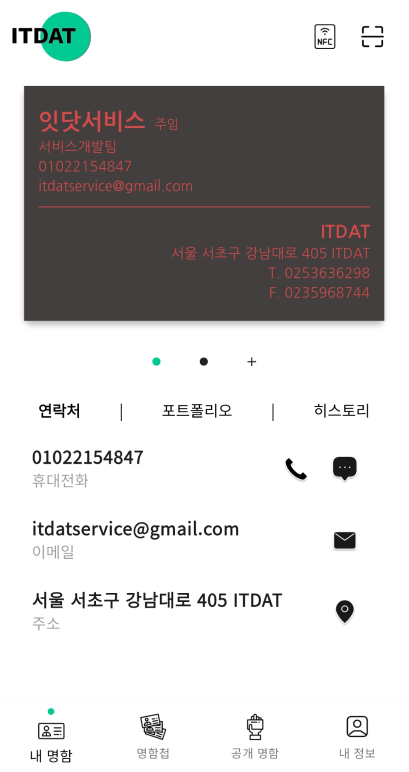 ITDAT
NFC
잇닷서비스 주임
서비스개발팀
01022154847
itdatservice@gmail.com
ITDAT
서울 서초구 강남대로 405 ITDAT
T. 0253636298
F. 0235968744
연락처 | 포트폴리오 | 히스토리
01022154847
휴대전화
itdatservice@gmail.com
이메일
서울 서초구 강남대로 405 ITDAT
주소
내 명함 명함첩 공개 명함 내 정보